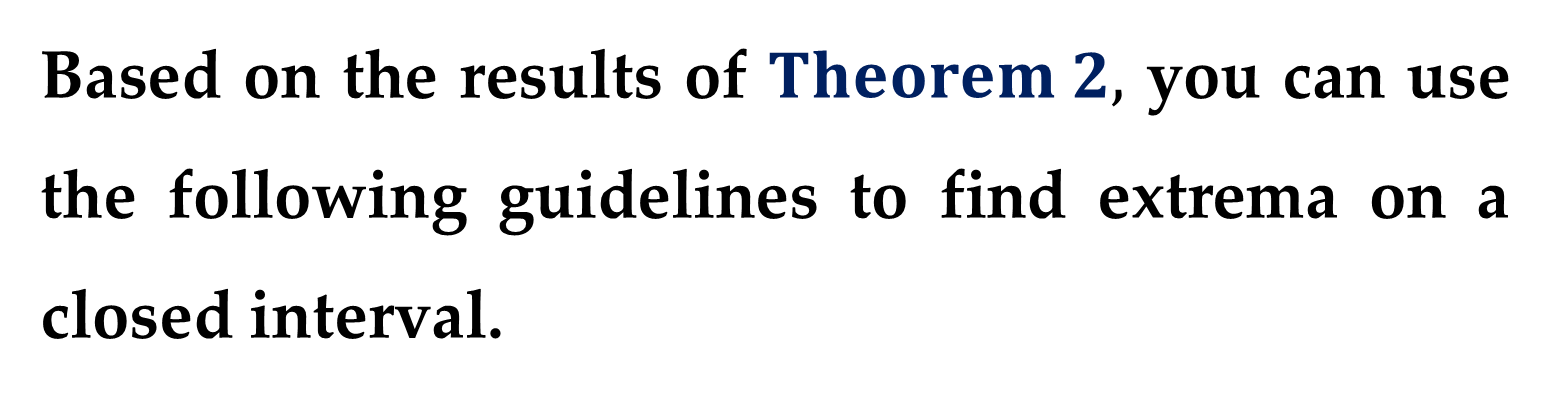 Based on the results of Theorem 2, you can use
the following guidelines to find extrema on a
closed interval.